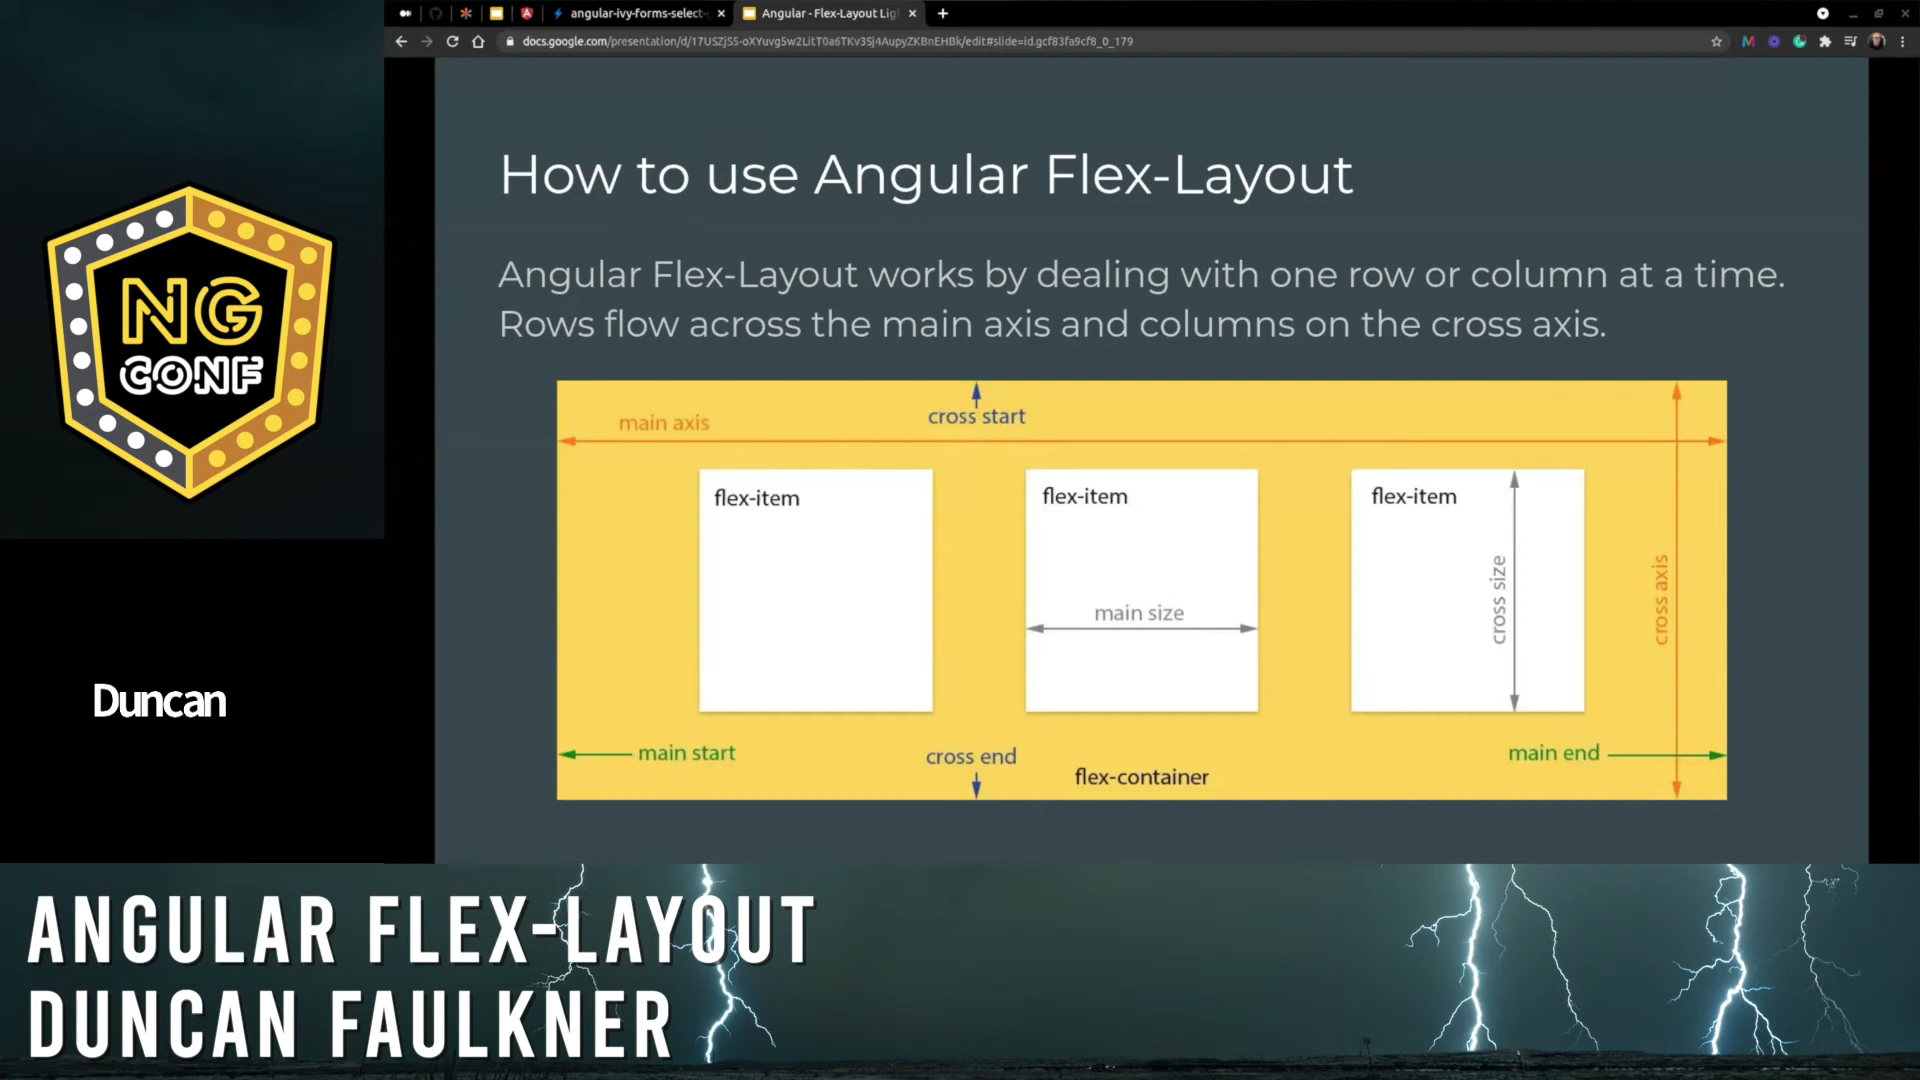 angular-ivy-forms-select-
Angular - Flex-Layout Lig
docs.google.com/presentation/d/17USZjS5-oXYuvg5w2LitT0a6TKv3Sj4AupyZKBnEHBk/edit#slide=id.gcf83fa9cf8_0_179
NG
CONF
How to use Angular Flex-Layout
Angular Flex-Layout works by dealing with one row or column at a time.
Rows flow across the main axis and columns on the cross axis.
main axis
cross start
flex-item
flex-item
flex-item
main size
cross size
cross axis
main start
cross end
main end
flex-container
Duncan
ANGULAR FLEX-LAYOUT
DUNCAN FAULKNER